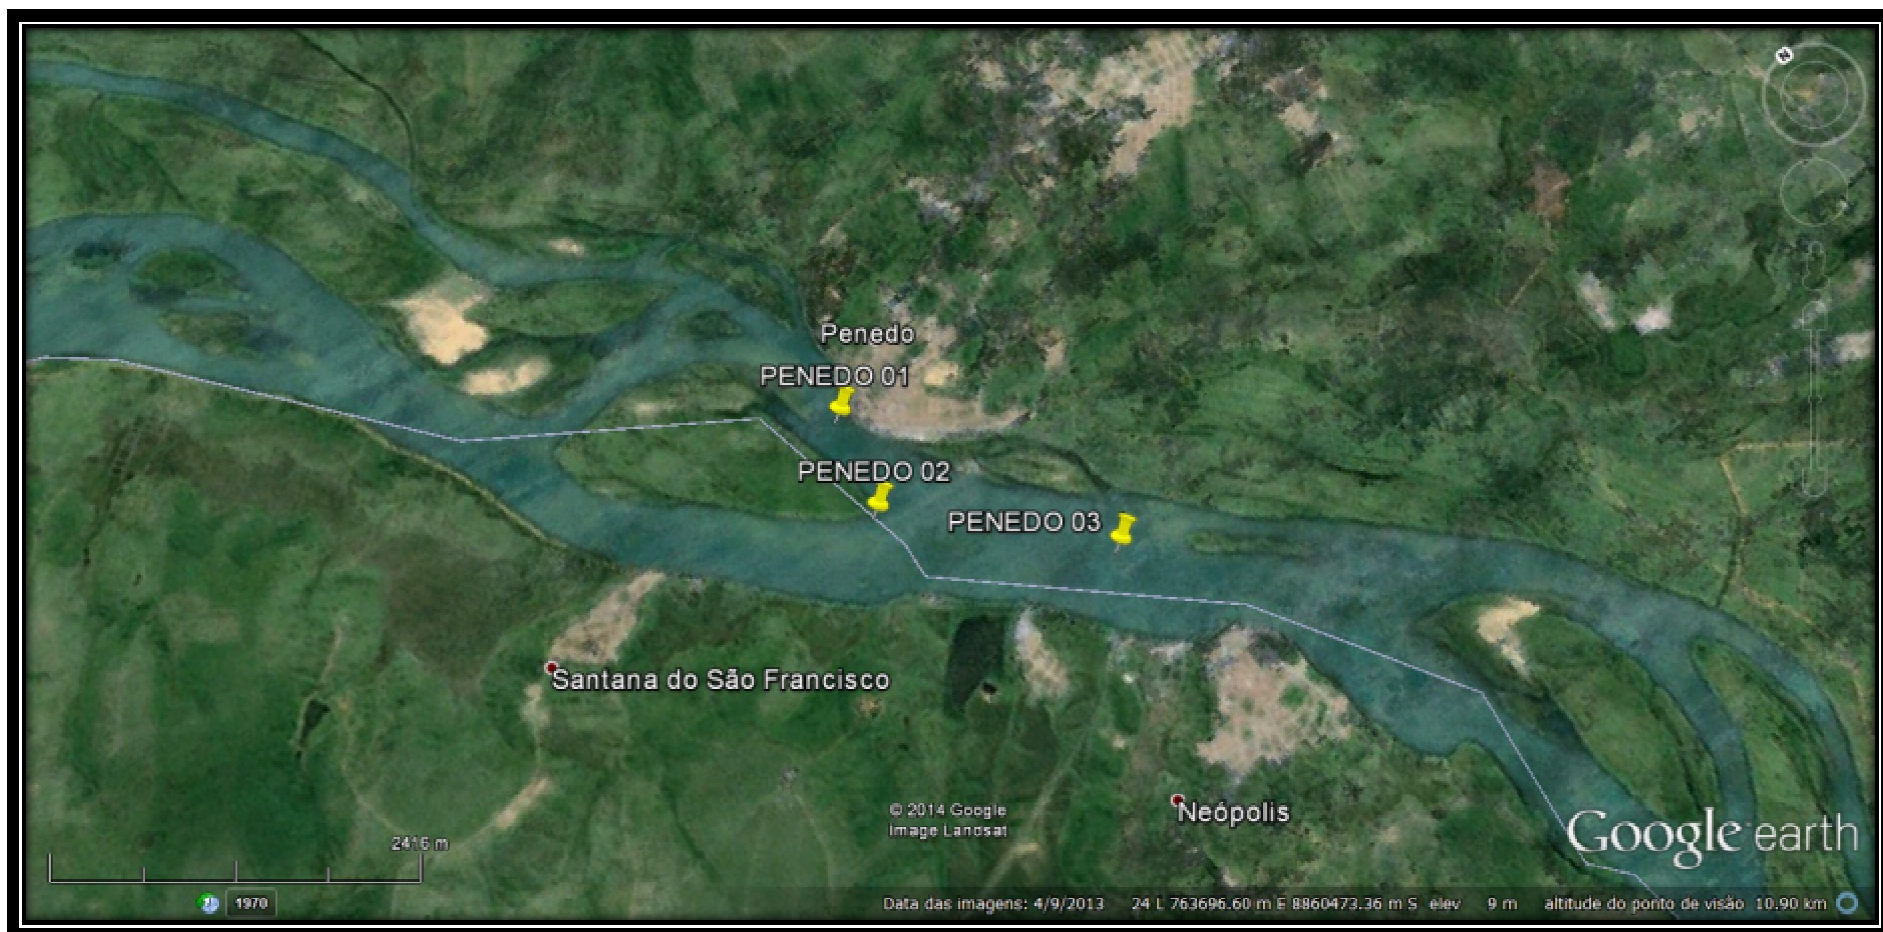 Penedo
PENEDO 01
PENEDO 02
PENEDO 03
Santana do São Francisco
Neópolis
© 2014 Google
Image Landsat
Google earth
2416 m
1970
Data das imagens: 4/9/2013 24 L 763696.60 m E 8860473.36 m S elev 9 m altitude do ponto de visão 10.90 km